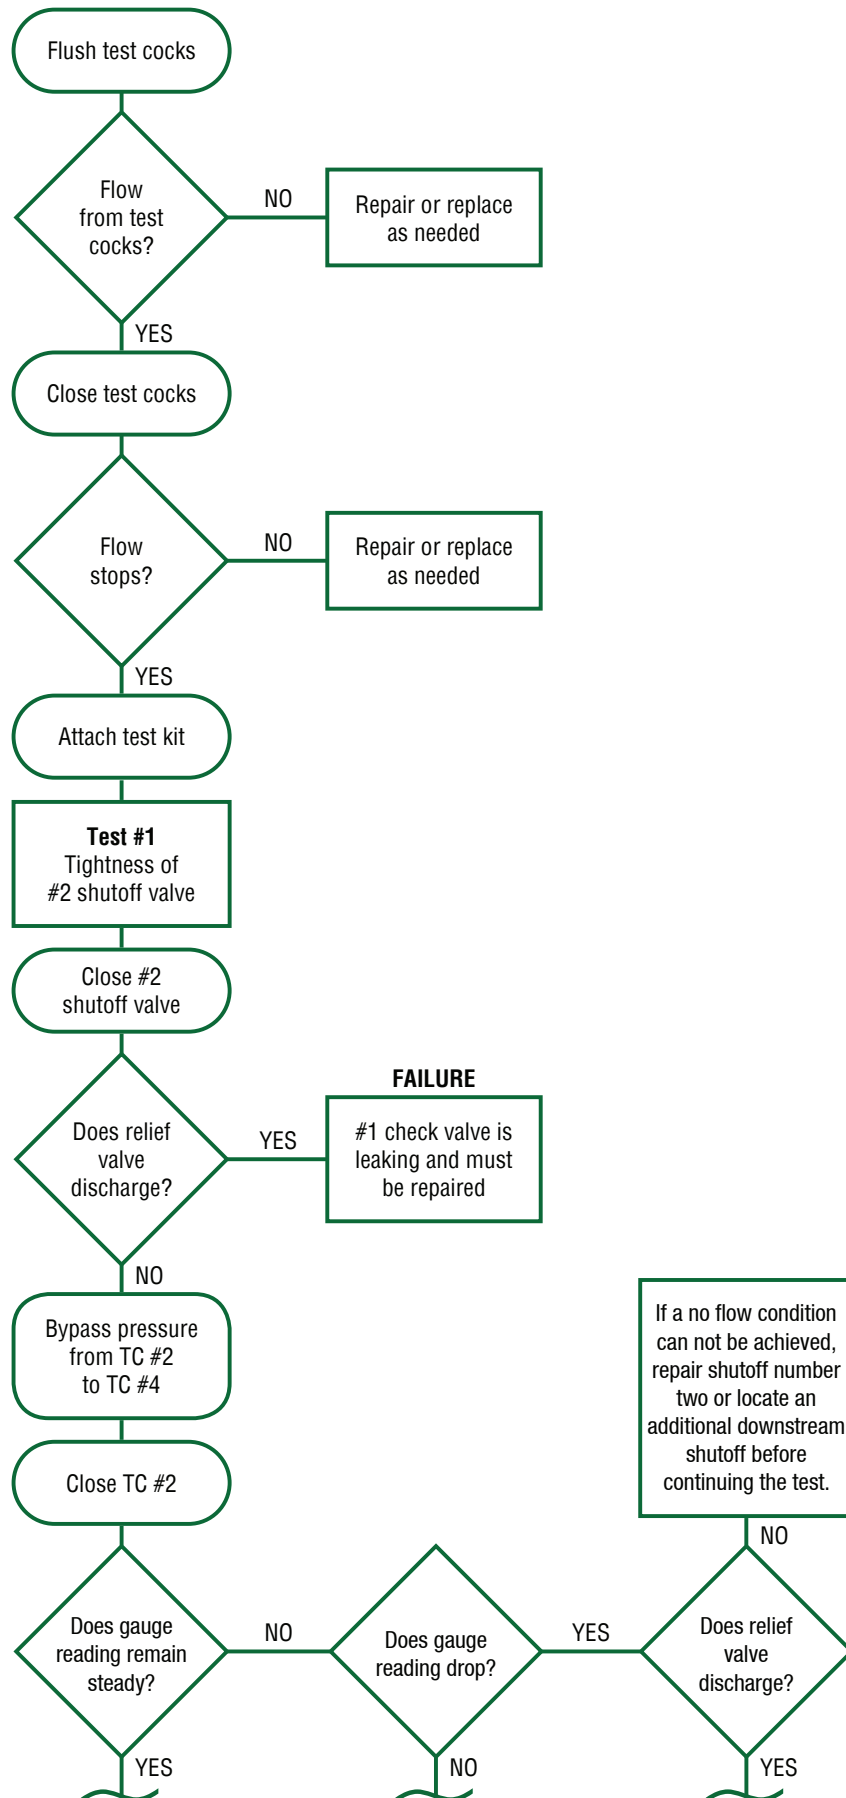 Flush test cocks
Flow
from test
cocks?
NO
Repair or replace
as needed
YES
Close test cocks
Flow
stops?
NO
Repair or replace
as needed
YES
Attach test kit
Test #1
Tightness of
#2 shutoff valve
Close #2
shutoff valve
Does relief
valve
discharge?
YES
FAILURE
#1 check valve is
leaking and must
be repaired
NO
Bypass pressure
from TC #2
to TC #4
Close TC #2
If a no flow condition
can not be achieved,
repair shutoff number
two or locate an
additional downstream
shutoff before
continuing the test.
NO
Does gauge
reading remain
steady?
NO
Does gauge
reading drop?
YES
Does relief
valve
discharge?
YES
NO
YES